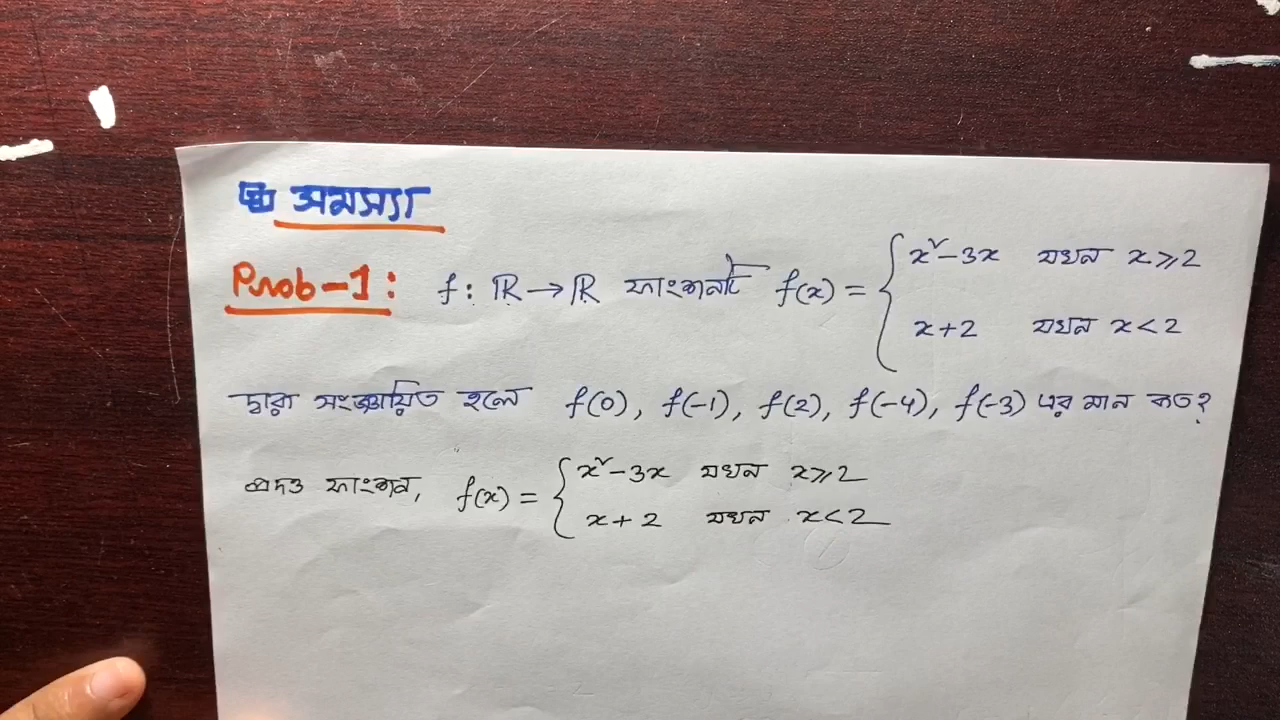 সমস্যা
Prob-1: f: ℝ→ℝ ফাংশনটি f(x) = { x²-3x যখন x≥2
x+2 যখন x<2
দ্বারা সংজ্ঞায়িত হলে f(0), f(-1), f(2), f(-4), f(-3) এর মান কত?
প্রদত্ত ফাংশন, f(x) = { x²-3x যখন x≥2
x+2 যখন x<2